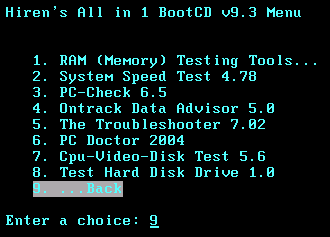 Hiren's All in 1 BootCD v9.3 Menu
1. RAM (Memory) Testing Tools...
2. System Speed Test 4.78
3. PC-Check 6.5
4. Ontrack Data Advisor 5.0
5. The Troubleshooter 7.02
6. PC Doctor 2004
7. Cpu-Video-Disk Test 5.6
8. Test Hard Disk Drive 1.0
9. ...Back
Enter a choice: 9